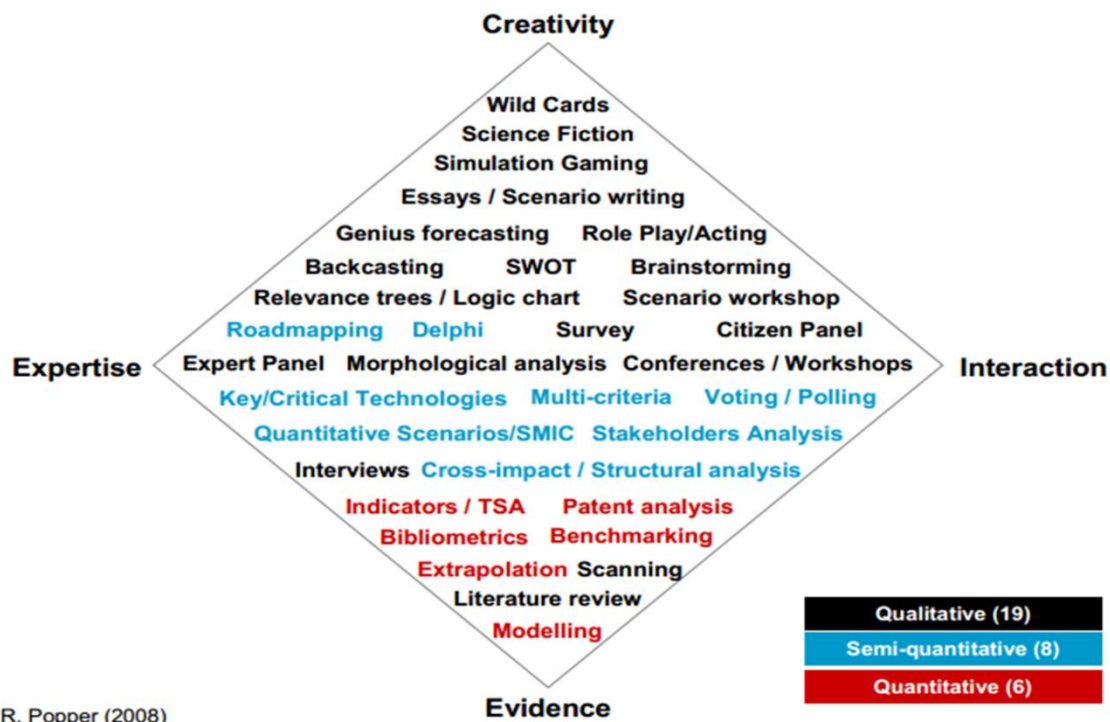 Creativity
Wild Cards
Science Fiction
Simulation Gaming
Essays / Scenario writing
Genius forecasting Role Play/Acting
Backcasting SWOT Brainstorming
Relevance trees / Logic chart Scenario workshop
Roadmapping Delphi Survey Citizen Panel
Expertise Expert Panel Morphological analysis Conferences / Workshops Interaction
Key/Critical Technologies Multi-criteria Voting / Polling
Quantitative Scenarios/SMIC Stakeholders Analysis
Interviews Cross-impact / Structural analysis
Indicators / TSA Patent analysis
Bibliometrics Benchmarking
Extrapolation Scanning
Literature review
Modelling
Evidence
Qualitative (19)
Semi-quantitative (8)
Quantitative (6)
R. Popper (2008)